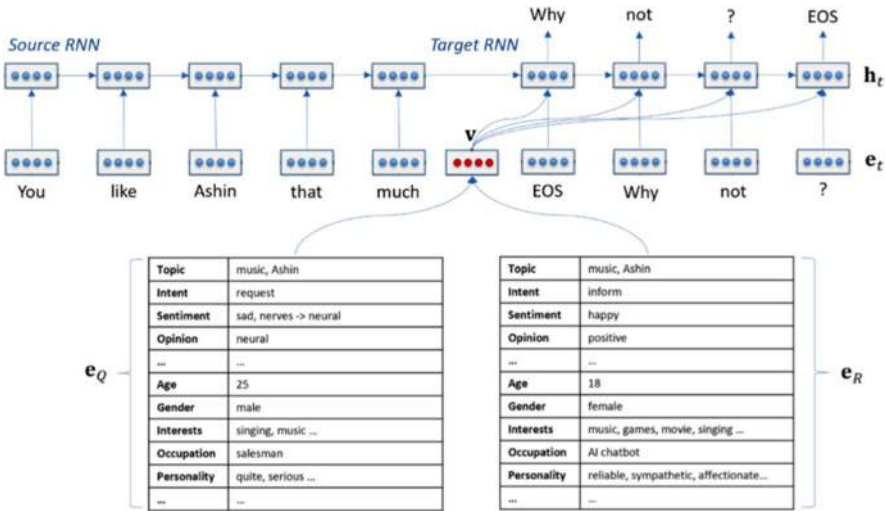 Why not ? EOS
Source RNN Target RNN
h_t
v
e_t
You like Ashin that much EOS Why not ?
Topic music, Ashin
Intent request
Sentiment sad, nerves -> neural
Opinion neural
... ...
Age 25
Gender male
Interests singing, music ...
Occupation salesman
Personality quite, serious ...
... ...
e_Q
Topic music, Ashin
Intent inform
Sentiment happy
Opinion positive
... ...
Age 18
Gender female
Interests music, games, movie, singing ...
Occupation AI chatbot
Personality reliable, sympathetic, affectionate...
... ...
e_R